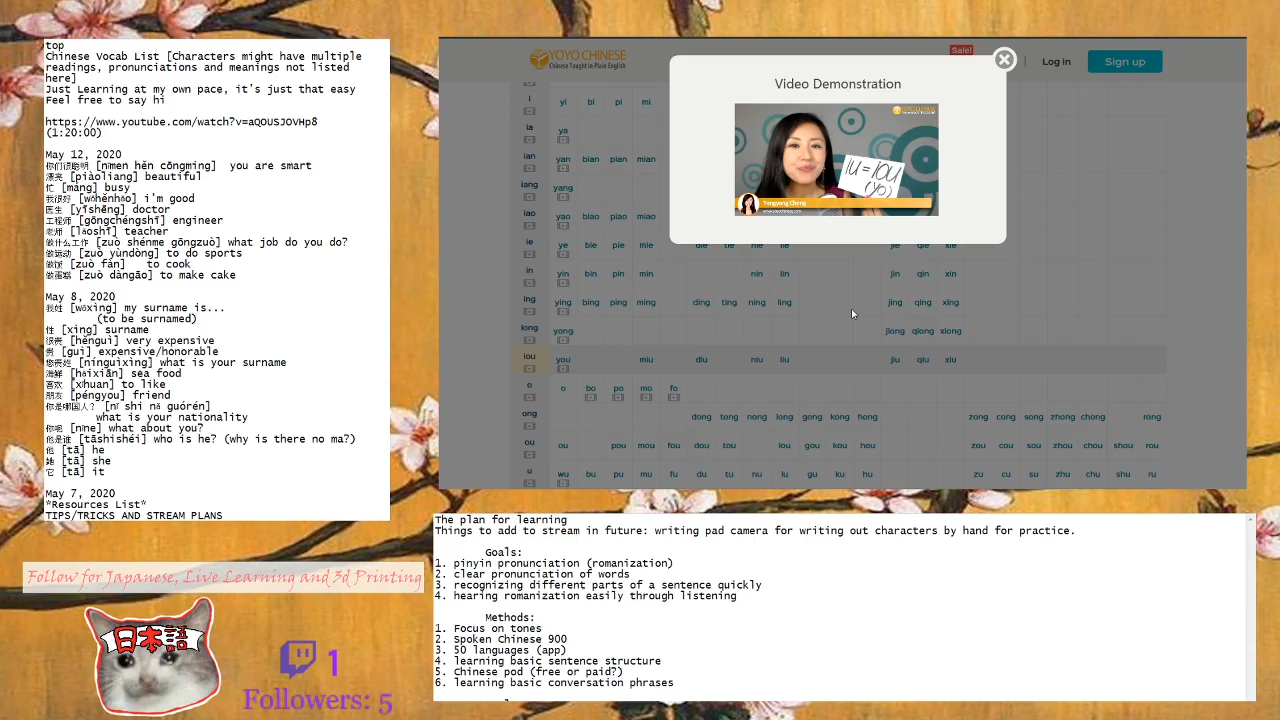 top
Chinese Vocab List [Characters might have multiple
readings, pronunciations and meanings not listed
here]
Just Learning at my own pace, it's just that easy
Feel free to say hi
https://www.youtube.com/watch?v=aQOUSJOVHp8
(1:20:00)
May 12, 2020
你们很聪明 [nmen hěn cōngmíng]  you are smart
漂亮 [piàoliang] beautiful
忙 [máng] busy
我很好 [wǒhěnhǎo] i'm good
医生 [yīshēng] doctor
工程师 [gōngchéngshī] engineer
老师 [lǎoshī] teacher
做什么工作 [zuò shénme gōngzuò] what job do you do?
做运动 [zuò yùndòng] to do sports
做饭 [zuò fàn]   to cook
做蛋糕 [zuò dàngāo] to make cake
May 8, 2020
我姓 [wǒxìng] my surname is...
(to be surnamed)
性 [xìng] surname
很贵 [hěnguì] very expensive
贵 [guì] expensive/honorable
您贵姓 [nínguìxìng] what is your surname
海鲜 [hǎixiān] sea food
喜欢 [xǐhuan] to like
朋友 [péngyou] friend
你是哪国人? [nǐ shì nǎ guórén]
what is your nationality
你呢 [nǐne] what about you?
他是谁 [tāshìshéi] who is he? (why is there no ma?)
他 [tā] he
她 [tā] she
它 [tā] it
May 7, 2020
*Resources List*
TIPS/TRICKS AND STREAM PLANS
YOYO CHINESE
Chinese Taught in Plain English
Sale!
Log in
Sign up
Video Demonstration
YOYO CHINESE
IU = IOU
(YO)
Yangyang Cheng
www.yoyochinese.com
i yi bi pi mi
ia ya
ian yan bian pian mian
iang yang
iao yao biao piao miao
ie ye bie pie mie die tie nie lie jie qie xie
in yin bin pin min nin lin jin qin xin
ing ying bing ping ming ding ting ning ling jing qing xing
iong yong jiong qiong xiong
iou you miu diu niu liu jiu qiu xiu
o o bo po mo fo
ong dong tong nong long gong kong hong zong cong song zhong chong rong
ou ou pou mou fou dou tou lou gou kou hou zou cou sou zhou chou shou rou
u wu bu pu mu fu du tu nu lu gu ku hu zu cu su zhu chu shu ru
The plan for learning
Things to add to stream in future: writing pad camera for writing out characters by hand for practice.
Goals:
1. pinyin pronunciation (romanization)
2. clear pronunciation of words
3. recognizing different parts of a sentence quickly
4. hearing romanization easily through listening
Methods:
1. Focus on tones
2. Spoken Chinese 900
3. 50 languages (app)
4. learning basic sentence structure
5. Chinese pod (free or paid?)
6. learning basic conversation phrases
Follow for Japanese, Live Learning and 3d Printing
日本語
1
Followers: 5